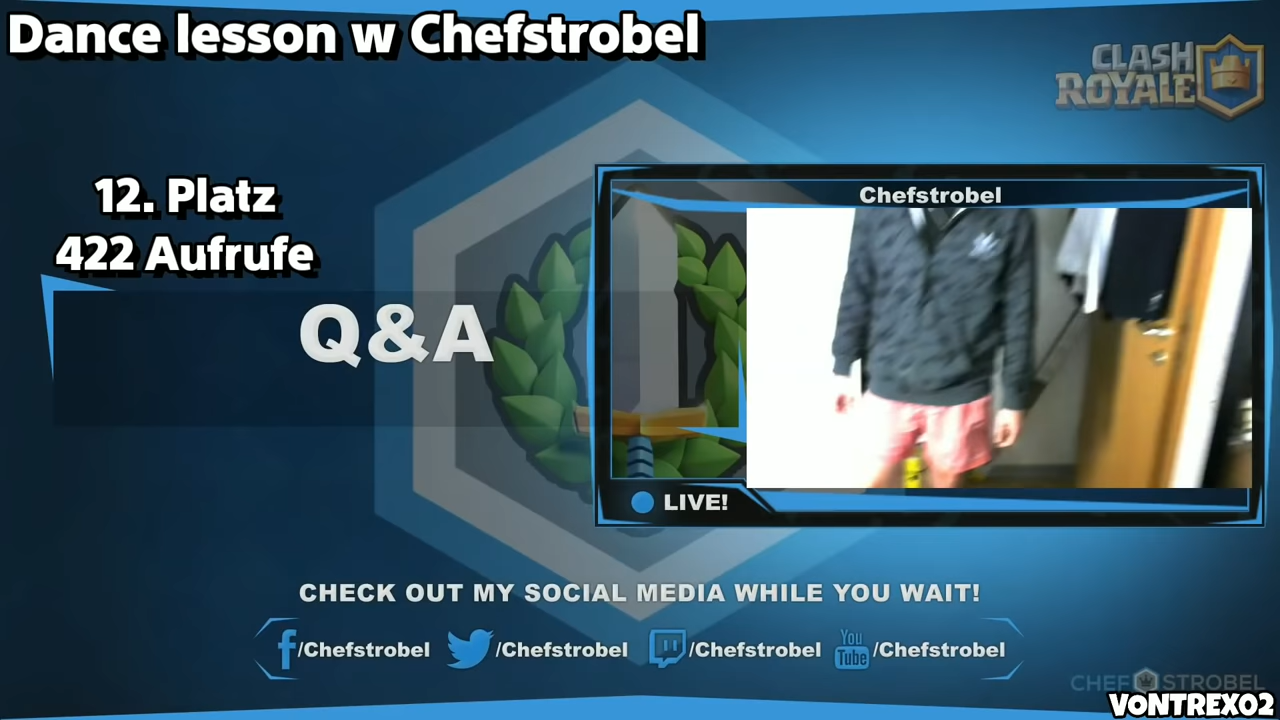 Dance lesson w Chefstrobel
CLASH
ROYALE
12. Platz
422 Aufrufe
Chefstrobel
Q&A
LIVE!
CHECK OUT MY SOCIAL MEDIA WHILE YOU WAIT!
/Chefstrobel /Chefstrobel /Chefstrobel You Tube /Chefstrobel
CHEFSTROBEL
VONTREX02